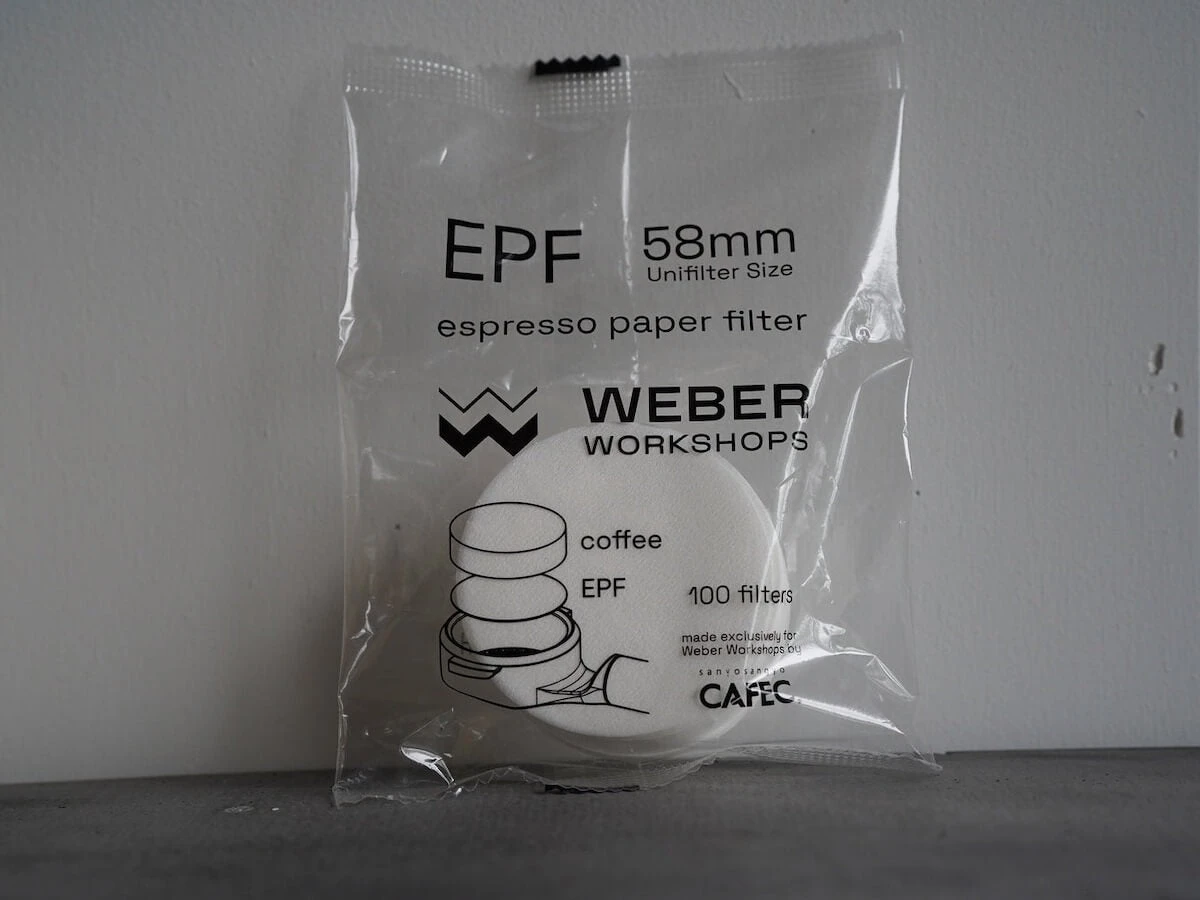 EPF
58mm
Unifilter Size
espresso paper filter
WEBER
WORKSHOPS
coffee
EPF
100 filters
made exclusively for
Weber Workshops by
sanyosangyo
CAFEC